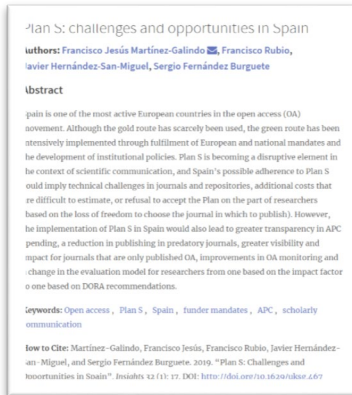 Plan S: challenges and opportunities in Spain
Authors: Francisco Jesús Martínez-Galindo, Francisco Rubio,
Javier Hernández-San-Miguel, Sergio Fernández Burguete
Abstract
Spain is one of the most active European countries in the open access (OA)
movement. Although the gold route has scarcely been used, the green route has been
intensively implemented through fulfilment of European and national mandates and
the development of institutional policies. Plan S is becoming a disruptive element in
the context of scientific communication, and Spain's possible adherence to Plan S
could imply technical challenges in journals and repositories, additional costs that
are difficult to estimate, or refusal to accept the Plan on the part of researchers
(based on the loss of freedom to choose the journal in which to publish). However,
the implementation of Plan S in Spain would also lead to greater transparency in APC
spending, a reduction in publishing in predatory journals, greater visibility and
impact for journals that are only published OA, improvements in OA monitoring and
a change in the evaluation model for researchers from one based on the impact factor
to one based on DORA recommendations.
Keywords: Open access , Plan S , Spain , funder mandates , APC , scholarly
communication
How to Cite: Martínez-Galindo, Francisco Jesús, Francisco Rubio, Javier Hernández-
San-Miguel, and Sergio Fernández Burguete. 2019. "Plan S: Challenges and
Opportunities in Spain". Insights 32 (1): 17. DOI: http://doi.org/10.1629/uksg.467